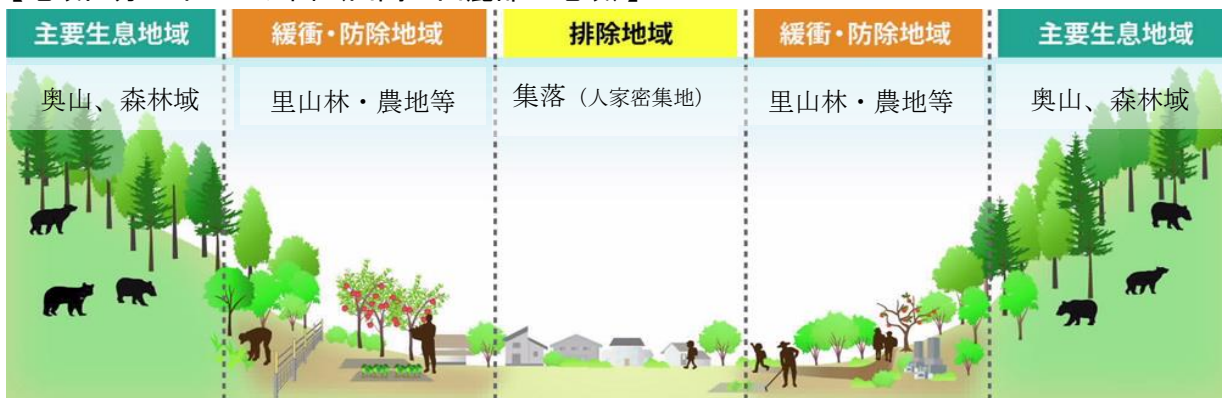 主要生息地域
緩衝・防除地域
排除地域
緩衝・防除地域
主要生息地域
奥山、森林域
里山林・農地等
集落（人家密集地）
里山林・農地等
奥山、森林域